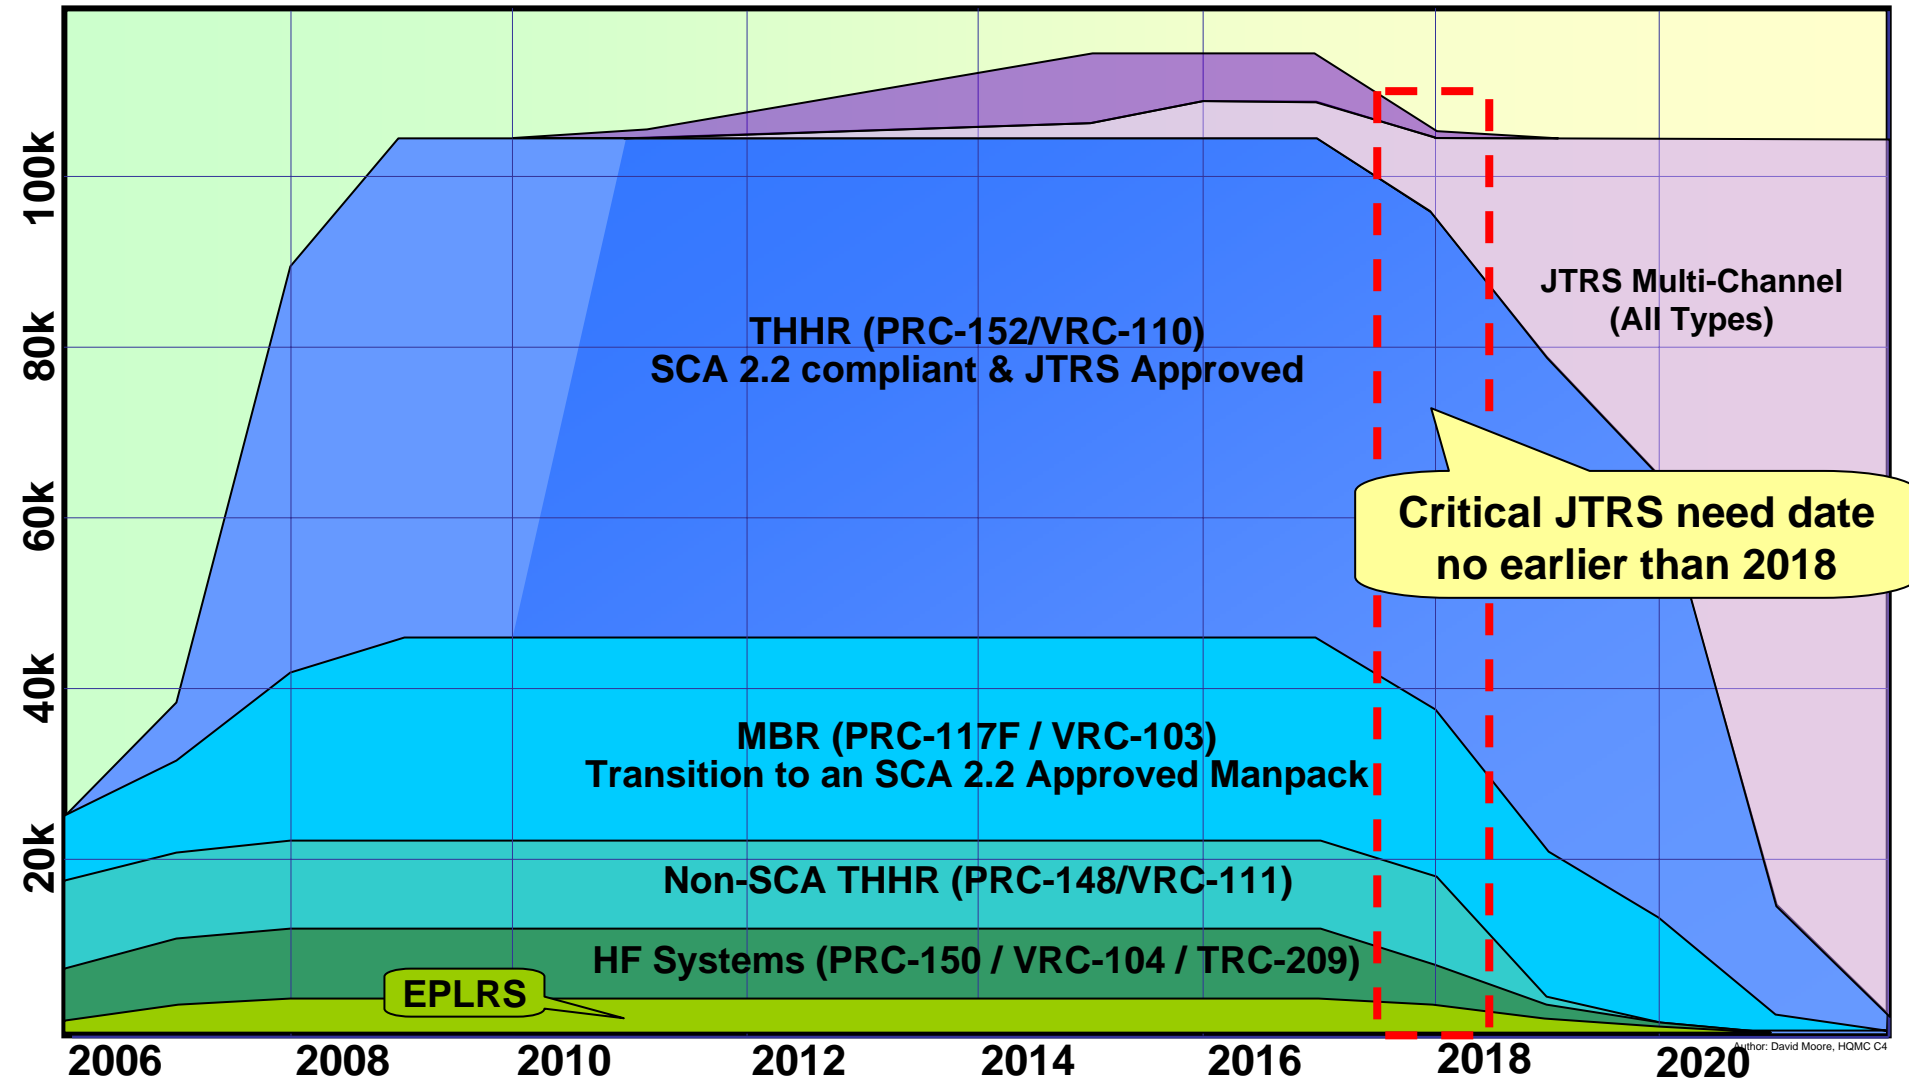 100k
80k
60k
40k
20k
JTRS Multi-Channel
(All Types)
THHR (PRC-152/VRC-110)
SCA 2.2 compliant & JTRS Approved
Critical JTRS need date
no earlier than 2018
MBR (PRC-117F / VRC-103)
Transition to an SCA 2.2 Approved Manpack
Non-SCA THHR (PRC-148/VRC-111)
HF Systems (PRC-150 / VRC-104 / TRC-209)
EPLRS
2006 2008 2010 2012 2014 2016 2018 2020
Author: David Moore, HQMC C4